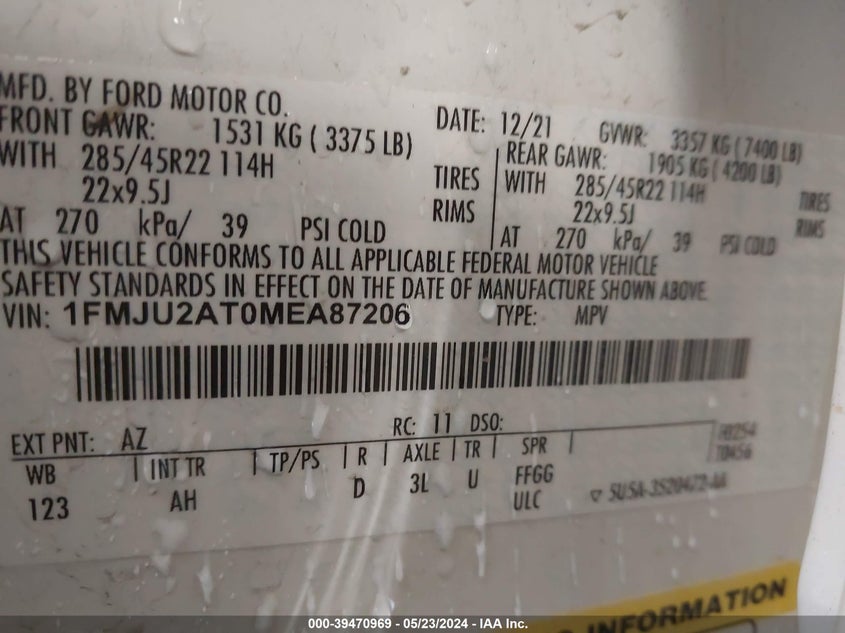 MFD. BY FORD MOTOR CO.
DATE: 12/21 GVWR: 3357 KG ( 7400 LB)
FRONT GAWR: 1531 KG ( 3375 LB)
REAR GAWR: 1905 KG ( 4200 LB)
WITH 285/45R22 114H TIRES
WITH 285/45R22 114H TIRES
22x9.5J RIMS
22x9.5J RIMS
AT 270 kPa/ 39 PSI COLD
AT 270 kPa/ 39 PSI COLD
THIS VEHICLE CONFORMS TO ALL APPLICABLE FEDERAL MOTOR VEHICLE
SAFETY STANDARDS IN EFFECT ON THE DATE OF MANUFACTURE SHOWN ABOVE.
VIN: 1FMJU2AT0MEA87206 TYPE: MPV
EXT PNT: AZ RC: 11 DSO:
WB INT TR TP/PS R AXLE TR SPR
123 AH D 3L U FFGG
ULC
INFORMATION
000-39470969 - 05/23/2024 - IAA Inc.